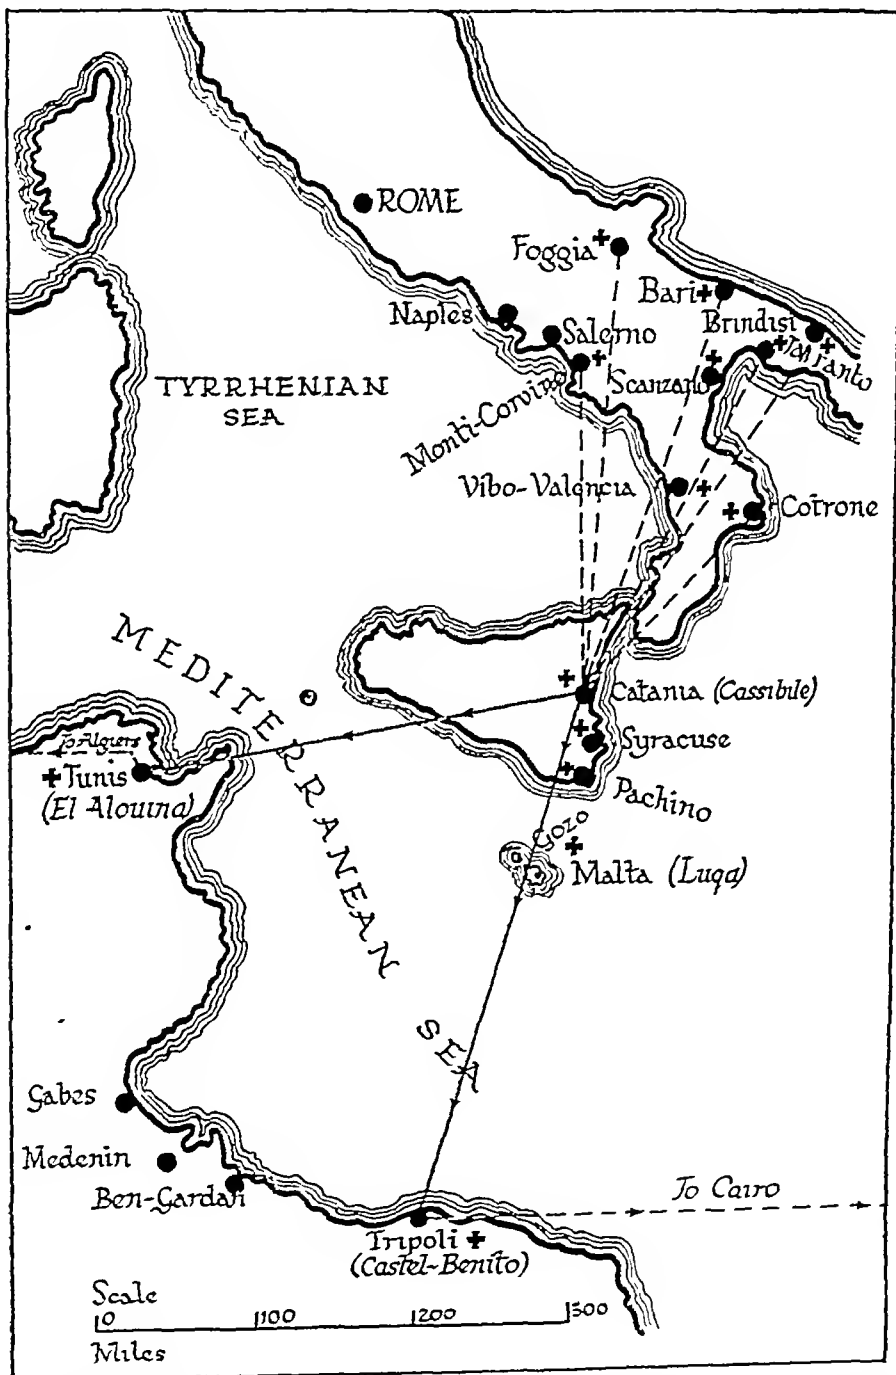 ROME
Foggia
Bari
Naples
Brindisi
Salerno
Taranto
Scanzano
TYRRHENIAN
SEA
Monti-Corvino
Vibo-Valencia
Cotrone
MEDITERRANEAN SEA
Catania (Cassibile)
To Algiers
Syracuse
Tunis
(El Alouina)
Pachino
Gozo
Malta (Luqa)
Gabes
Medenin
Ben-Gardan
To Cairo
Tripoli
(Castel-Benito)
Scale
0 100 200 300
Miles